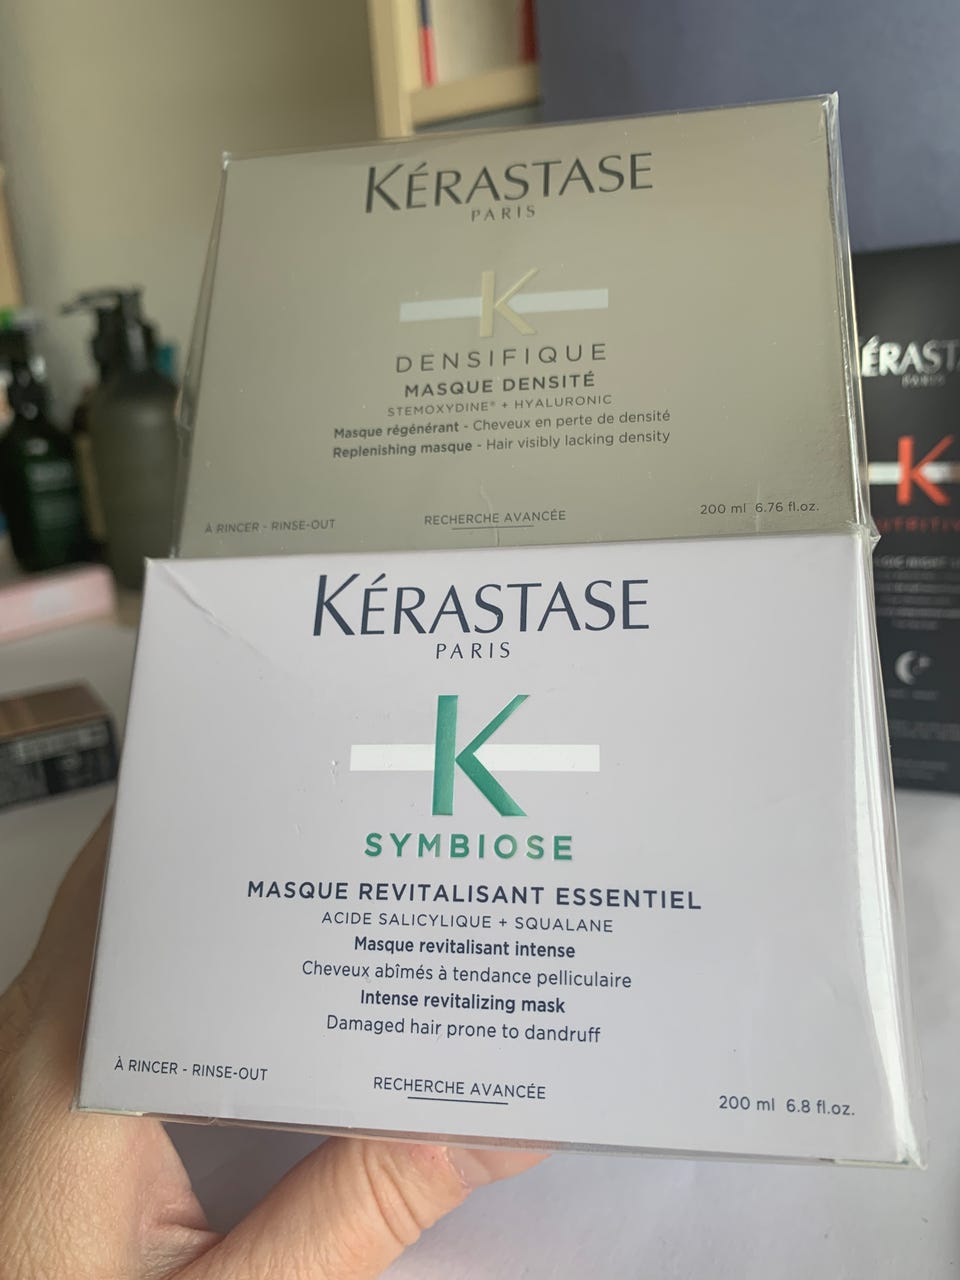 KÉRASTASE
PARIS
K
DENSIFIQUE
MASQUE DENSITÉ
STEMOXYDINE® + HYALURONIC
Masque régénérant - Cheveux en perte de densité
Replenishing masque - Hair visibly lacking density
À RINCER - RINSE-OUT
RECHERCHE AVANCÉE
200 ml 6.76 fl.oz.
KÉRASTASE
PARIS
K
SYMBIOSE
MASQUE REVITALISANT ESSENTIEL
ACIDE SALICYLIQUE + SQUALANE
Masque revitalisant intense
Cheveux abîmés à tendance pelliculaire
Intense revitalizing mask
Damaged hair prone to dandruff
À RINCER - RINSE-OUT
RECHERCHE AVANCÉE
200 ml 6.8 fl.oz.
ÉRASTA
PARIS
K